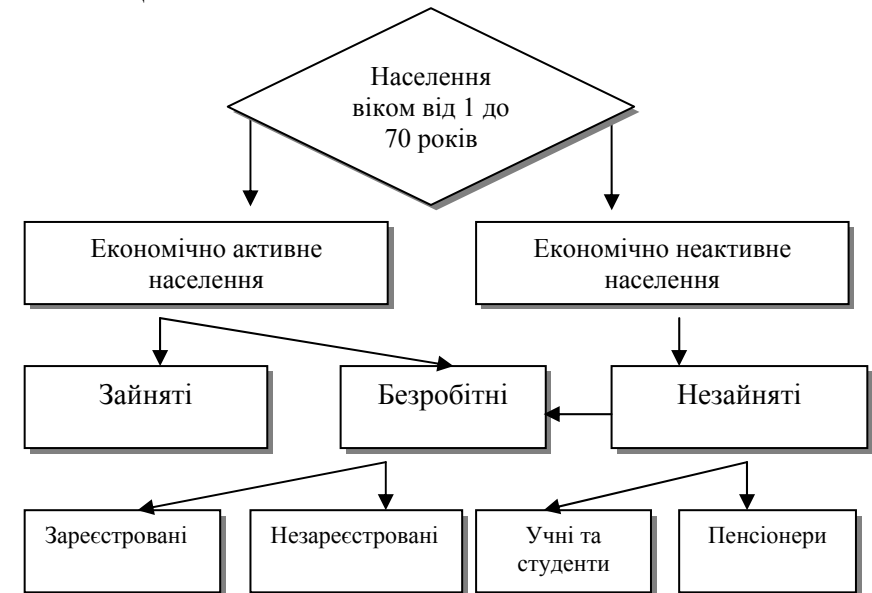 Населення
віком від 1 до
70 років
Економічно активне
населення
Економічно неактивне
населення
Зайняті
Безробітні
Незайняті
Зареєстровані
Незареєстровані
Учні та
студенти
Пенсіонери